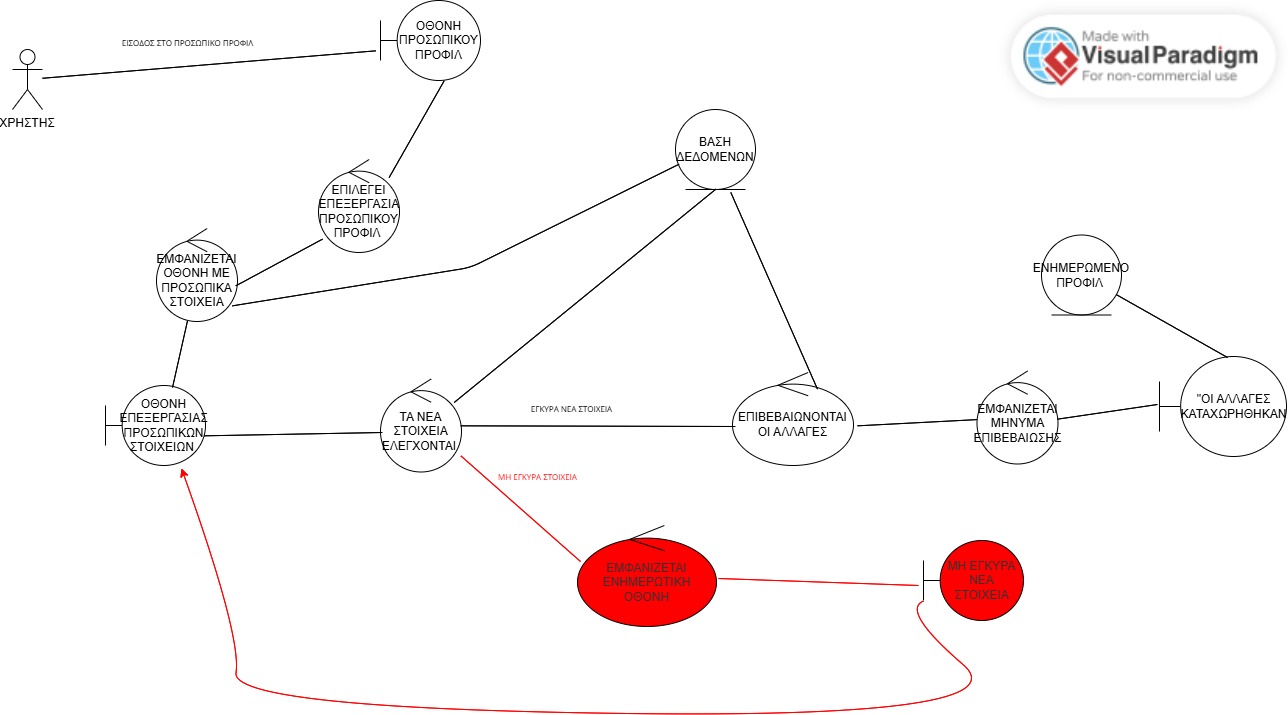 ΟΘΟΝΗ
ΠΡΟΣΩΠΙΚΟΥ
ΠΡΟΦΙΛ
ΕΙΣΟΔΟΣ ΣΤΟ ΠΡΟΣΩΠΙΚΟ ΠΡΟΦΙΛ
Made with
Visual Paradigm
For non-commercial use
ΧΡΗΣΤΗΣ
ΒΑΣΗ
ΔΕΔΟΜΕΝΩΝ
ΕΠΙΛΕΓΕΙ
ΕΠΕΞΕΡΓΑΣΙΑ
ΠΡΟΣΩΠΙΚΟΥ
ΠΡΟΦΙΛ
ΕΜΦΑΝΙΖΕΤΑΙ
ΟΘΟΝΗ ΜΕ
ΠΡΟΣΩΠΙΚΑ
ΣΤΟΙΧΕΙΑ
ΕΝΗΜΕΡΩΜΕΝΟ
ΠΡΟΦΙΛ
ΟΘΟΝΗ
ΕΠΕΞΕΡΓΑΣΙΑΣ
ΠΡΟΣΩΠΙΚΩΝ
ΣΤΟΙΧΕΙΩΝ
ΤΑ ΝΕΑ
ΣΤΟΙΧΕΙΑ
ΕΛΕΓΧΟΝΤΑΙ
ΕΓΚΥΡΑ ΝΕΑ ΣΤΟΙΧΕΙΑ
ΕΠΙΒΕΒΑΙΩΝΟΝΤΑΙ
ΟΙ ΑΛΛΑΓΕΣ
ΕΜΦΑΝΙΖΕΤΑΙ
ΜΗΝΥΜΑ
ΕΠΙΒΕΒΑΙΩΣΗΣ
"ΟΙ ΑΛΛΑΓΕΣ
ΚΑΤΑΧΩΡΗΘΗΚΑΝ
ΜΗ ΕΓΚΥΡΑ ΣΤΟΙΧΕΙΑ
ΕΜΦΑΝΙΖΕΤΑΙ
ΕΝΗΜΕΡΩΤΙΚΗ
ΟΘΟΝΗ
ΜΗ ΕΓΚΥΡΑ
ΝΕΑ
ΣΤΟΙΧΕΙΑ